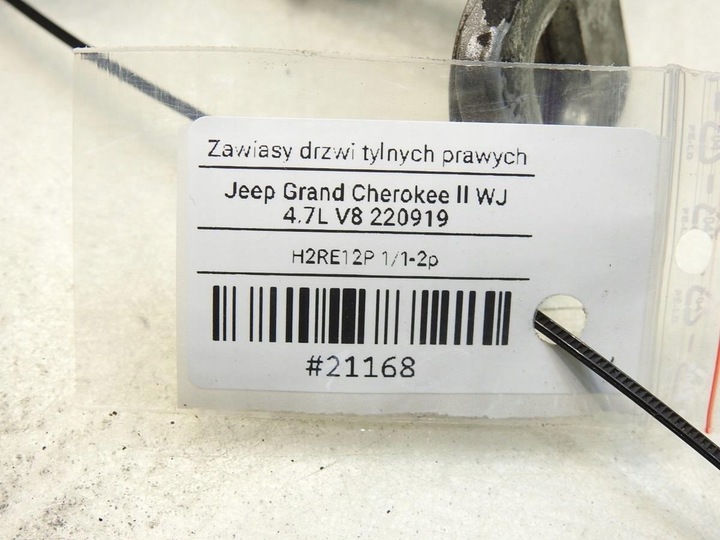 Zawiasy drzwi tylnych prawych
Jeep Grand Cherokee II WJ
4.7L V8 220919
H2RE12P 1/1-2p
#21168